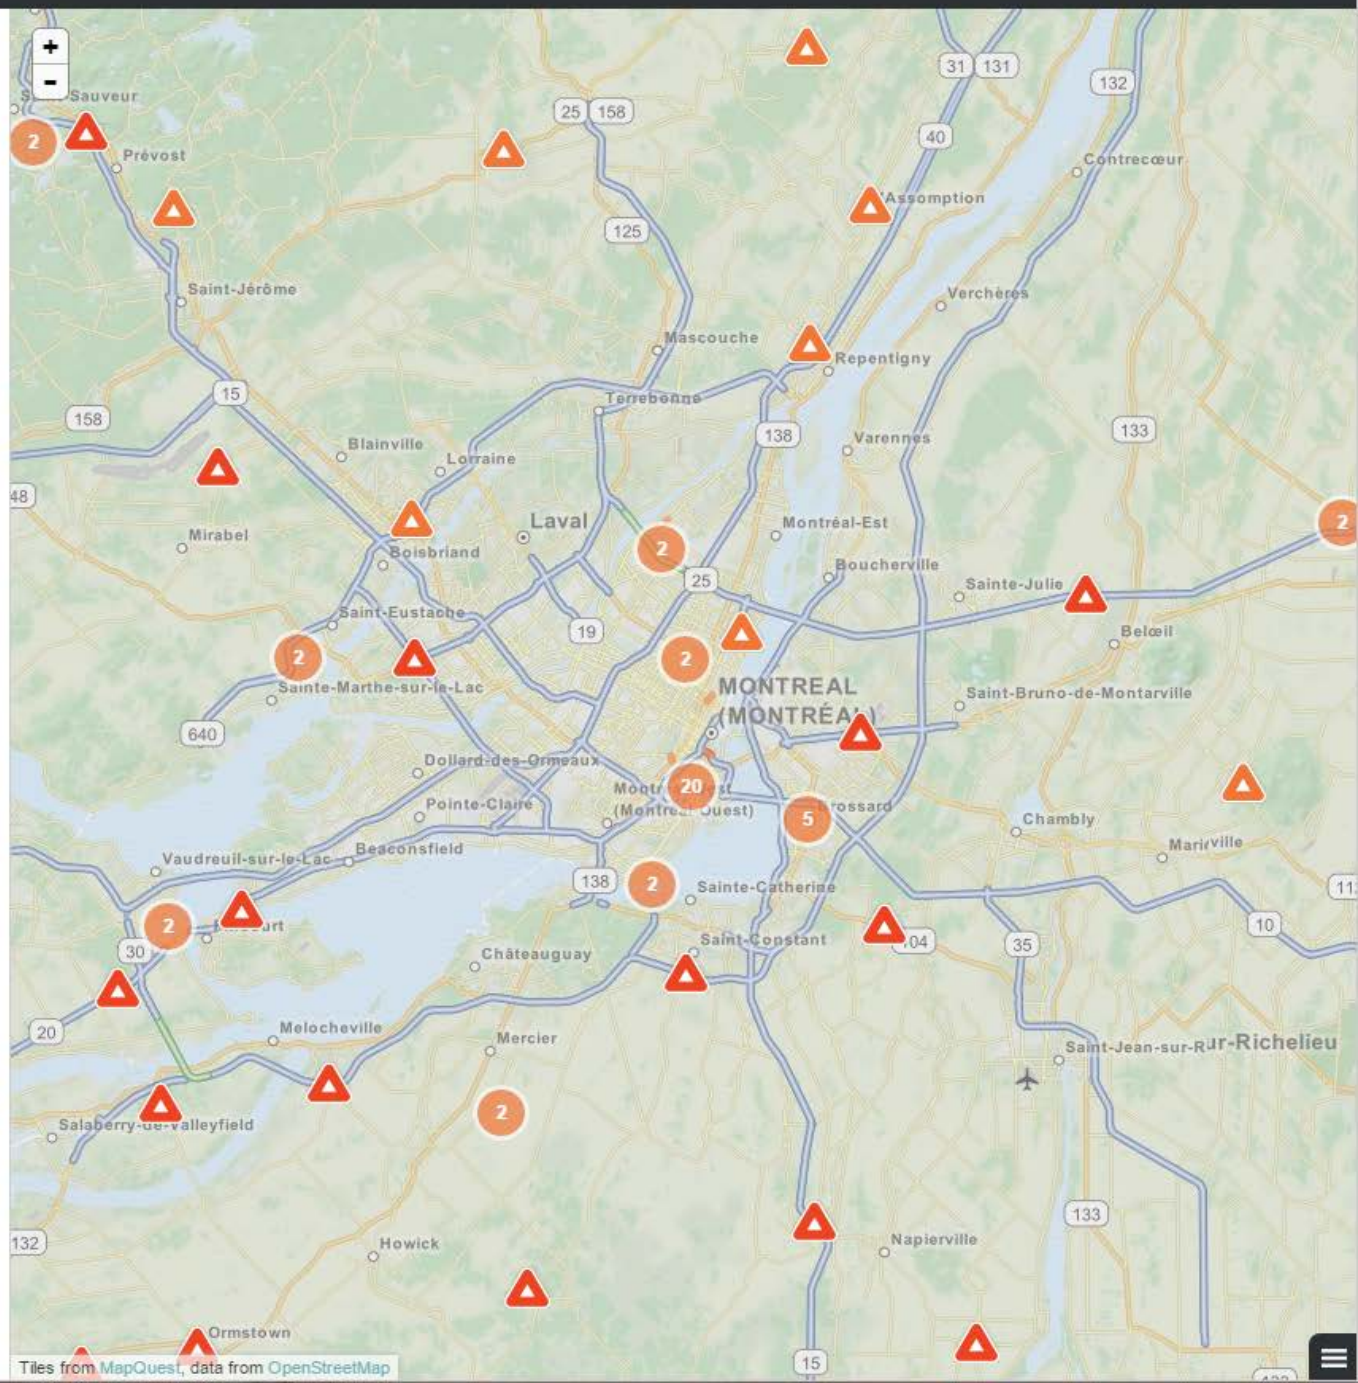 +
-
31
131
132
25
158
Prévost
2
40
Contrecœur
Assomption
125
Saint-Jérôme
Verchères
Mascouche
Repentigny
15
Terrebonne
158
138
133
Varennes
Blainville
Lorraine
48
Laval
Montréal-Est
2
Mirabel
Boisbriand
2
Boucherville
25
Sainte-Julie
Saint-Eustache
19
Belœil
2
2
Sainte-Marthe-sur-le-Lac
MONTREAL
(MONTRÉAL)
Saint-Bruno-de-Montarville
640
Dollard-des-Ormeaux
20
Pointe-Claire
5
Chambly
Beaconsfield
Vaudreuil-sur-le-Lac
138
2
Sainte-Catherine
2
10
Saint-Constant
35
30
Châteauguay
20
Melocheville
Mercier
ur-Richelieu
Saint-Jean-sur-R
2
Salaberry-de-Valleyfield
133
132
Howick
Napierville
Ormstown
15
Tiles from MapQuest, data from OpenStreetMap